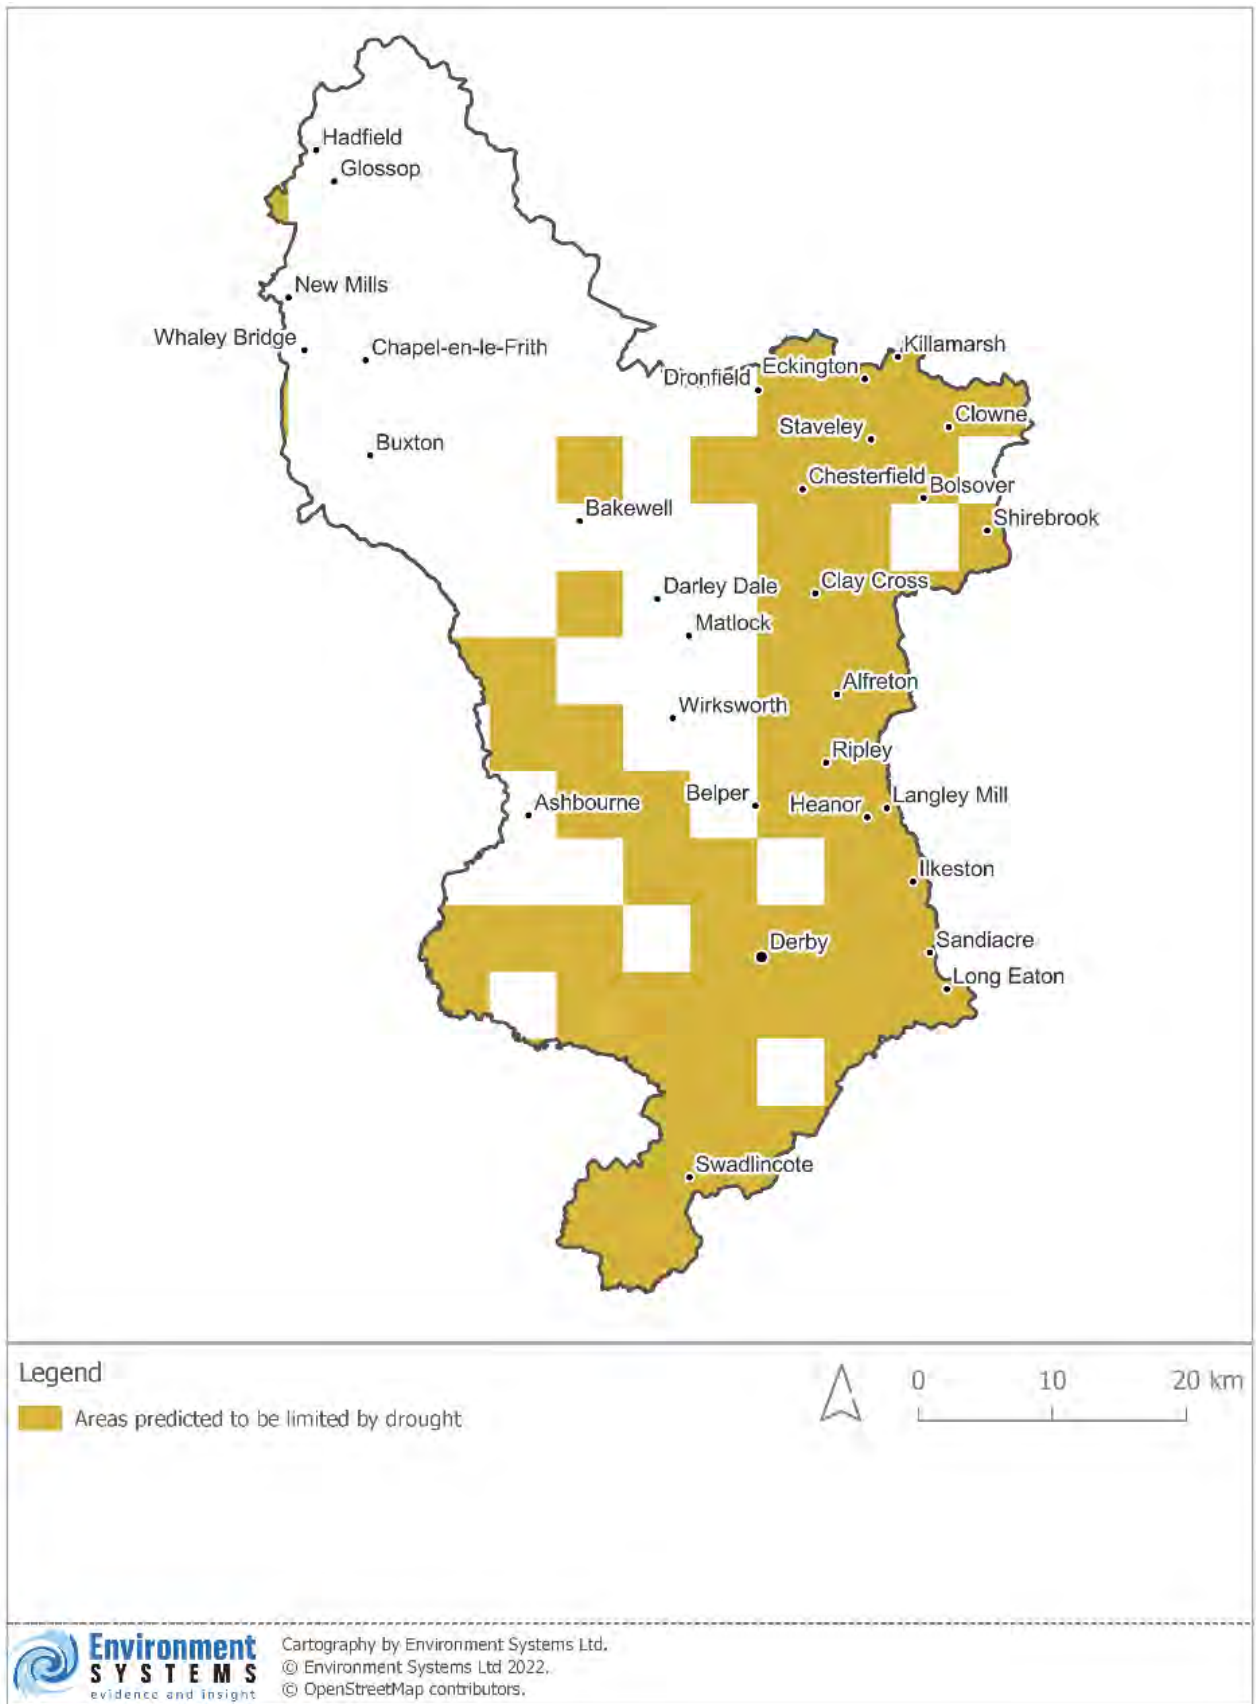 Hadfield
Glossop
New Mills
Whaley Bridge
Chapel-en-le-Frith
Killamarsh
Eckington
Dronfield
Clowne
Staveley
Buxton
Chesterfield
Bolsover
Bakewell
Shirebrook
Darley Dale
Clay Cross
Matlock
Alfreton
Wirksworth
Ripley
Belper
Langley Mill
Ashbourne
Heanor
Ilkeston
Derby
Sandiacre
Long Eaton
Swadlincote
Legend
Areas predicted to be limited by drought
0 10 20 km
Environment
SYSTEMS
evidence and insight
Cartography by Environment Systems Ltd.
© Environment Systems Ltd 2022.
© OpenStreetMap contributors.